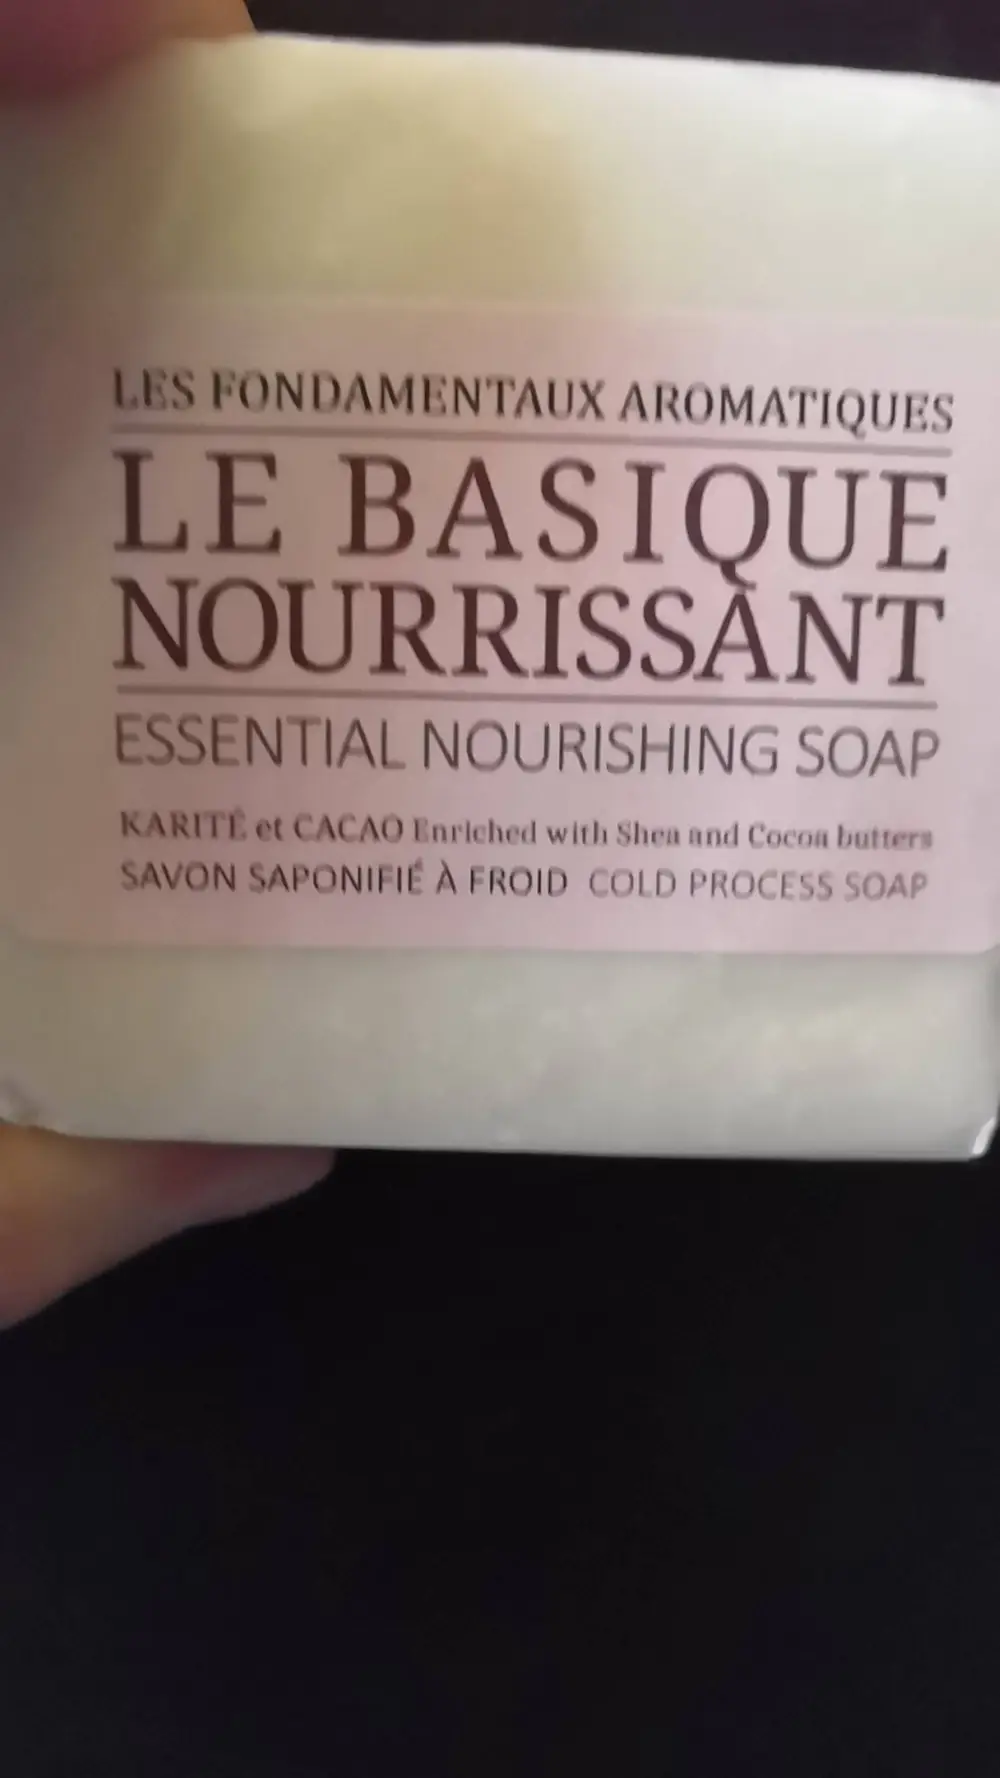 LES FONDAMENTAUX AROMATIQUES
LE BASIQUE
NOURRISSANT
ESSENTIAL NOURISHING SOAP
KARITÉ et CACAO Enriched with Shea and Cocoa butters
SAVON SAPONIFIÉ À FROID COLD PROCESS SOAP